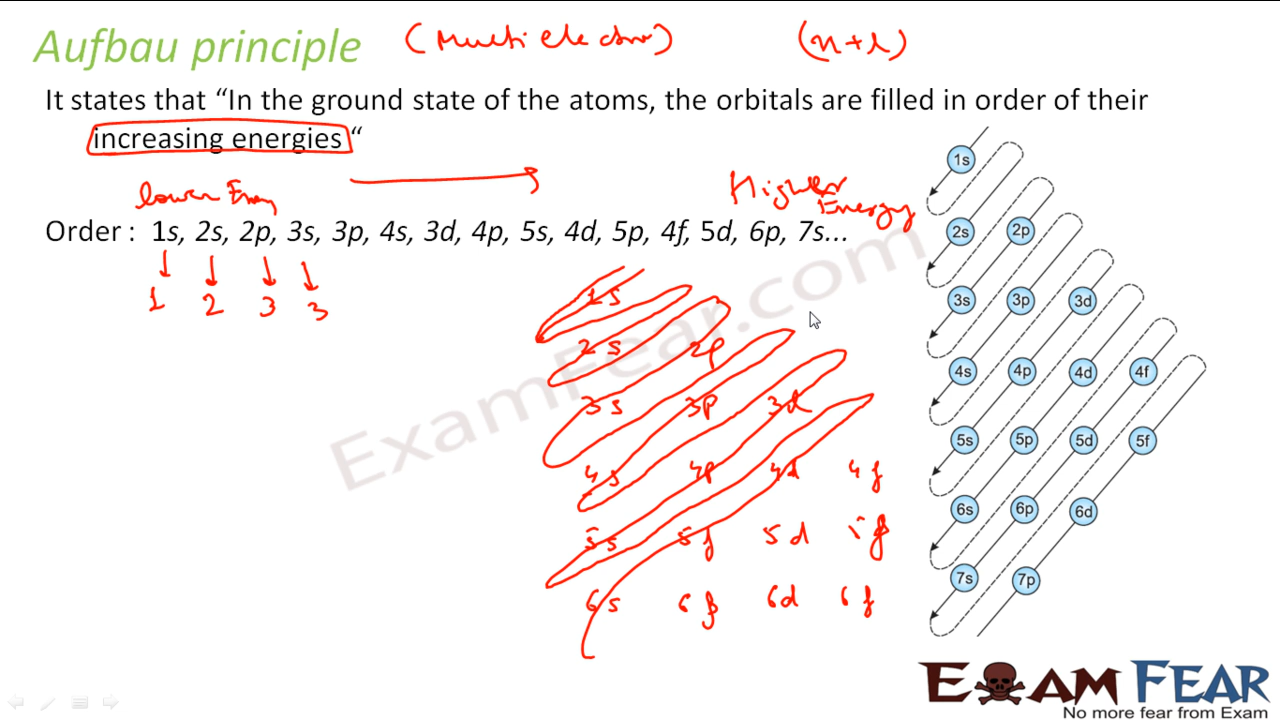 Aufbau principle (Multi electron) (n+l)
It states that “In the ground state of the atoms, the orbitals are filled in order of their
increasing energies “
lower Energy Higher Energy
Order : 1s, 2s, 2p, 3s, 3p, 4s, 3d, 4p, 5s, 4d, 5p, 4f, 5d, 6p, 7s...
1 2 3 3
1s
2s 2p
3s 3p 3d
4s 4p 4d 4f
5s 5f 5d 5f
6s 6p 6d 6f
1s
2s 2p
3s 3p 3d
4s 4p 4d 4f
5s 5p 5d 5f
6s 6p 6d
7s 7p
ExamFear.com
EXAM FEAR
No more fear from Exam